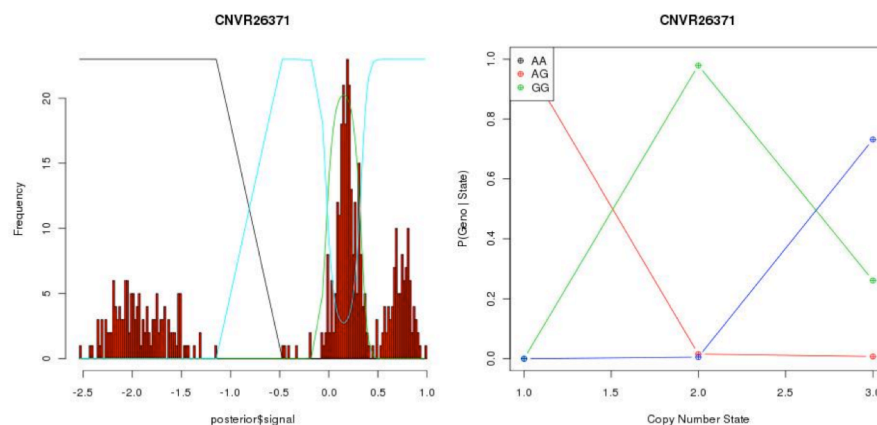 CNVR26371
Frequency
20
15
10
5
0
-2.5 -2.0 -1.5 -1.0 -0.5 0.0 0.5 1.0
posterior$signal
CNVR26371
P(Geno | State)
1.0
0.8
0.6
0.4
0.2
0.0
AA
AG
GG
1.0 1.5 2.0 2.5 3.0
Copy Number State